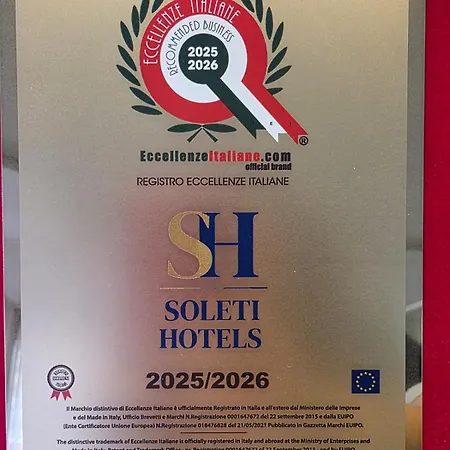 ECCELLENZE ITALIANE
RECOMMENDED BUSINESS
2025
2026
®
EccellenzeItaliane.com
official brand
REGISTRO ECCELLENZE ITALIANE
SH
SOLETI
HOTELS
2025/2026
Il Marchio distintivo di Eccellenze Italiane è ufficialmente Registrato in Italia e all'estero dal Ministero delle Imprese
e del Made in Italy, Ufficio Brevetti e Marchi N.Registrazione 0001647672 del 22 settembre 2015 e dalla EUIPO
(Ente Certificatore Unione Europea) N.Registrazione 018476828 del 21/05/2021 Pubblicato in Gazzetta Marchi EUIPO.
The distinctive trademark of Eccellenze Italiane is officially registered in Italy and abroad at the Ministry of Enterprises and